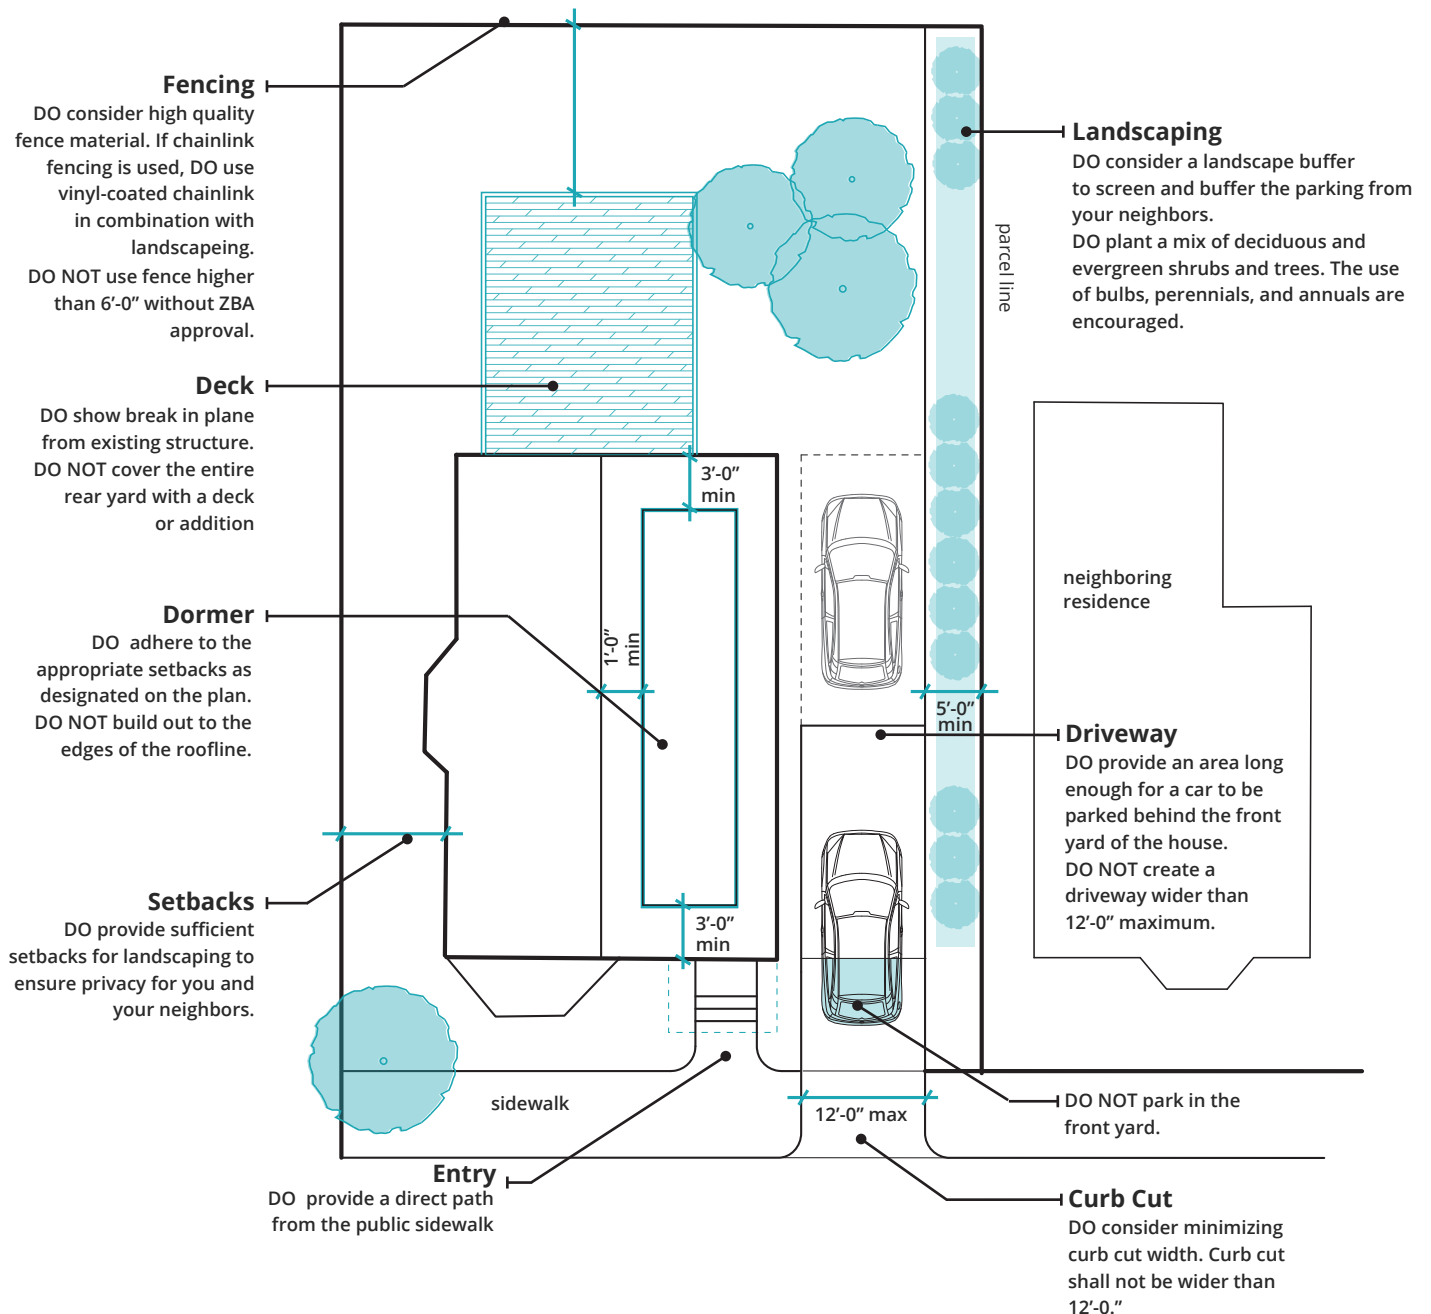 Fencing
DO consider high quality
fence material. If chainlink
fencing is used, DO use
vinyl-coated chainlink
in combination with
landscapeing.
DO NOT use fence higher
than 6’-0” without ZBA
approval.
Deck
DO show break in plane
from existing structure.
DO NOT cover the entire
rear yard with a deck
or addition
Dormer
DO  adhere to the
appropriate setbacks as
designated on the plan.
DO NOT build out to the
edges of the roofline.
Setbacks
DO provide sufficient
setbacks for landscaping to
ensure privacy for you and
your neighbors.
3’-0”
min
1’-0”
min
3’-0”
min
sidewalk
Entry
DO  provide a direct path
from the public sidewalk
12’-0” max
5’-0”
min
parcel line
Landscaping
DO consider a landscape buffer
to screen and buffer the parking from
your neighbors.
DO plant a mix of deciduous and
evergreen shrubs and trees. The use
of bulbs, perennials, and annuals are
encouraged.
neighboring
residence
Driveway
DO provide an area long
enough for a car to be
parked behind the front
yard of the house.
DO NOT create a
driveway wider than
12’-0” maximum.
DO NOT park in the
front yard.
Curb Cut
DO consider minimizing
curb cut width. Curb cut
shall not be wider than
12’-0.”